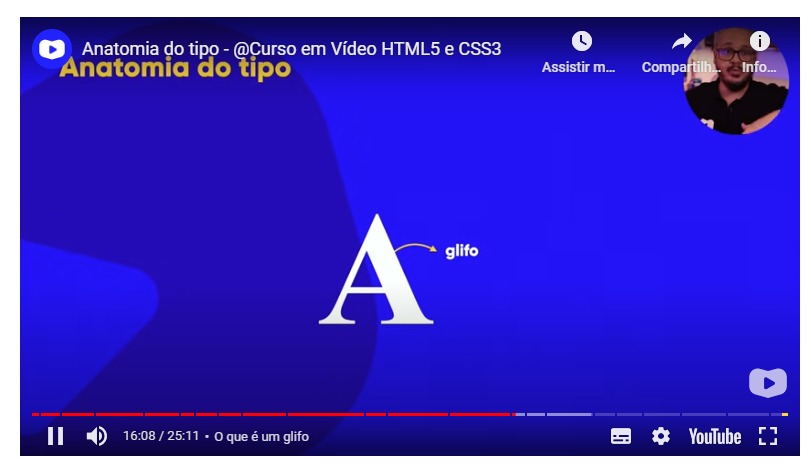 Anatomia do tipo - @Curso em Vídeo HTML5 e CSS3
Assistir m...
Compartilh...
Info...
Anatomia do tipo
A
glifo
16:08 / 25:11 • O que é um glifo
YouTube